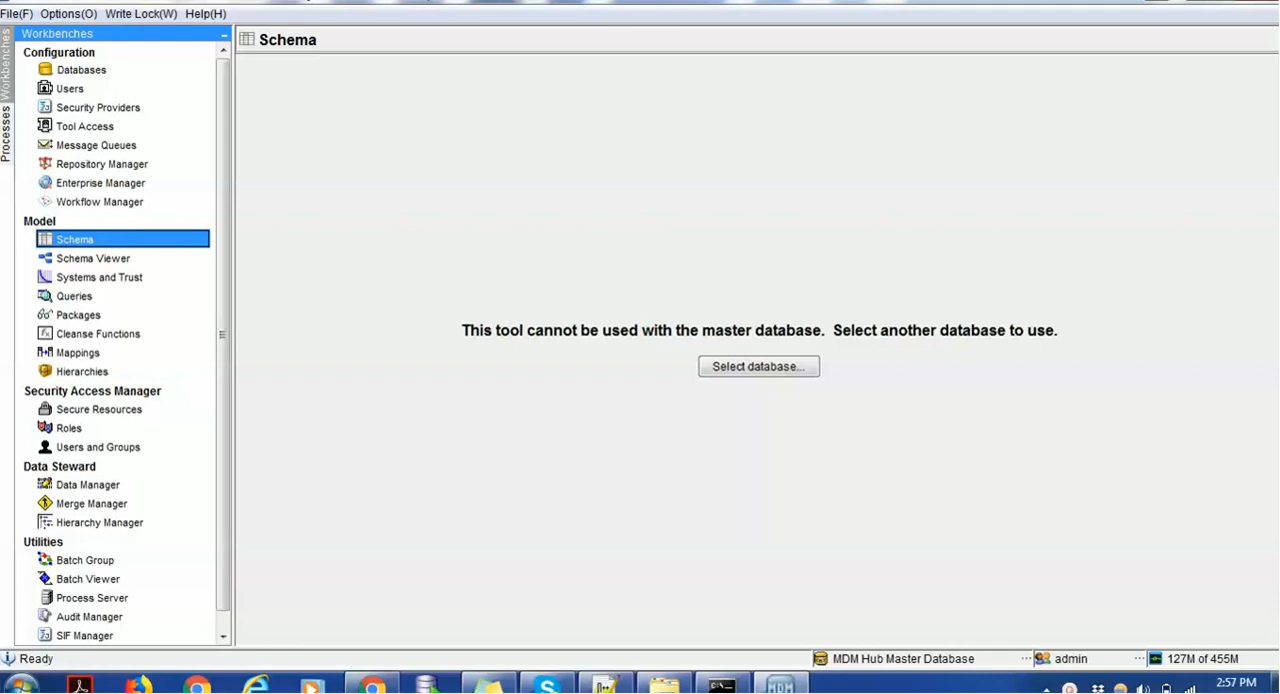 File(F) Options(O) Write Lock(W) Help(H)
Workbenches
Processes
Workbenches
Configuration
Databases
Users
Security Providers
Tool Access
Message Queues
Repository Manager
Enterprise Manager
Workflow Manager
Model
Schema
Schema Viewer
Systems and Trust
Queries
Packages
Cleanse Functions
Mappings
Hierarchies
Security Access Manager
Secure Resources
Roles
Users and Groups
Data Steward
Data Manager
Merge Manager
Hierarchy Manager
Utilities
Batch Group
Batch Viewer
Process Server
Audit Manager
SIF Manager
Schema
This tool cannot be used with the master database. Select another database to use.
Select database...
Ready
MDM Hub Master Database
admin
127M of 455M
MDM
2:57 PM